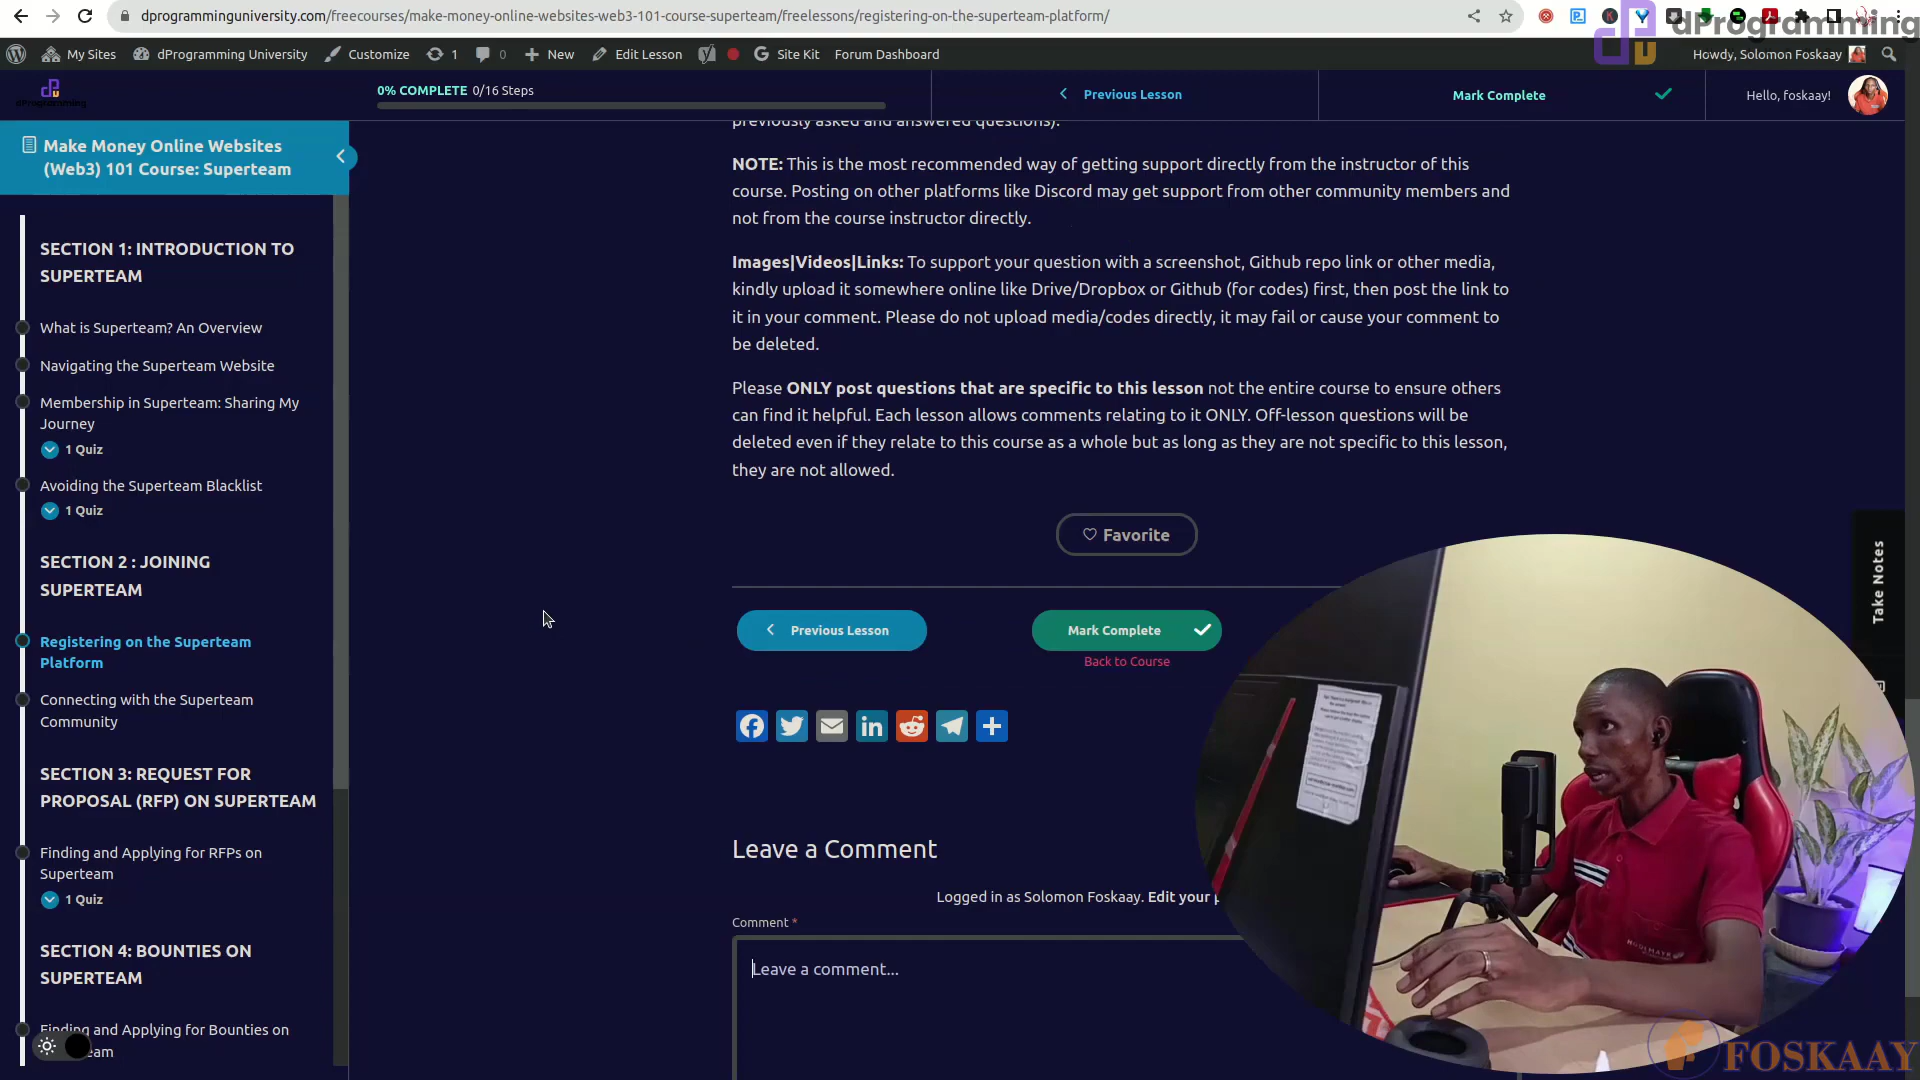 dprogramminguniversity.com/freecourses/make-money-online-websites-web3-101-course-superteam/freelessons/registering-on-the-superteam-platform/
dProgramming
My Sites
dProgramming University
Customize
1
0
New
Edit Lesson
Site Kit
Forum Dashboard
Howdy, Solomon Foskaay
dProgramming
0% COMPLETE 0/16 Steps
Previous Lesson
Mark Complete
Hello, foskaay!
Make Money Online Websites
(Web3) 101 Course: Superteam
SECTION 1: INTRODUCTION TO
SUPERTEAM
What is Superteam? An Overview
Navigating the Superteam Website
Membership in Superteam: Sharing My
Journey
1 Quiz
Avoiding the Superteam Blacklist
1 Quiz
SECTION 2 : JOINING
SUPERTEAM
Registering on the Superteam
Platform
Connecting with the Superteam
Community
SECTION 3: REQUEST FOR
PROPOSAL (RFP) ON SUPERTEAM
Finding and Applying for RFPs on
Superteam
1 Quiz
SECTION 4: BOUNTIES ON
SUPERTEAM
Finding and Applying for Bounties on
eam
previously asked and answered questions).
NOTE: This is the most recommended way of getting support directly from the instructor of this
course. Posting on other platforms like Discord may get support from other community members and
not from the course instructor directly.
Images|Videos|Links: To support your question with a screenshot, Github repo link or other media,
kindly upload it somewhere online like Drive/Dropbox or Github (for codes) first, then post the link to
it in your comment. Please do not upload media/codes directly, it may fail or cause your comment to
be deleted.
Please ONLY post questions that are specific to this lesson not the entire course to ensure others
can find it helpful. Each lesson allows comments relating to it ONLY. Off-lesson questions will be
deleted even if they relate to this course as a whole but as long as they are not specific to this lesson,
they are not allowed.
Favorite
Previous Lesson
Mark Complete
Back to Course
Take Notes
Leave a Comment
Logged in as Solomon Foskaay. Edit your p
Comment *
Leave a comment...
FOSKAAY